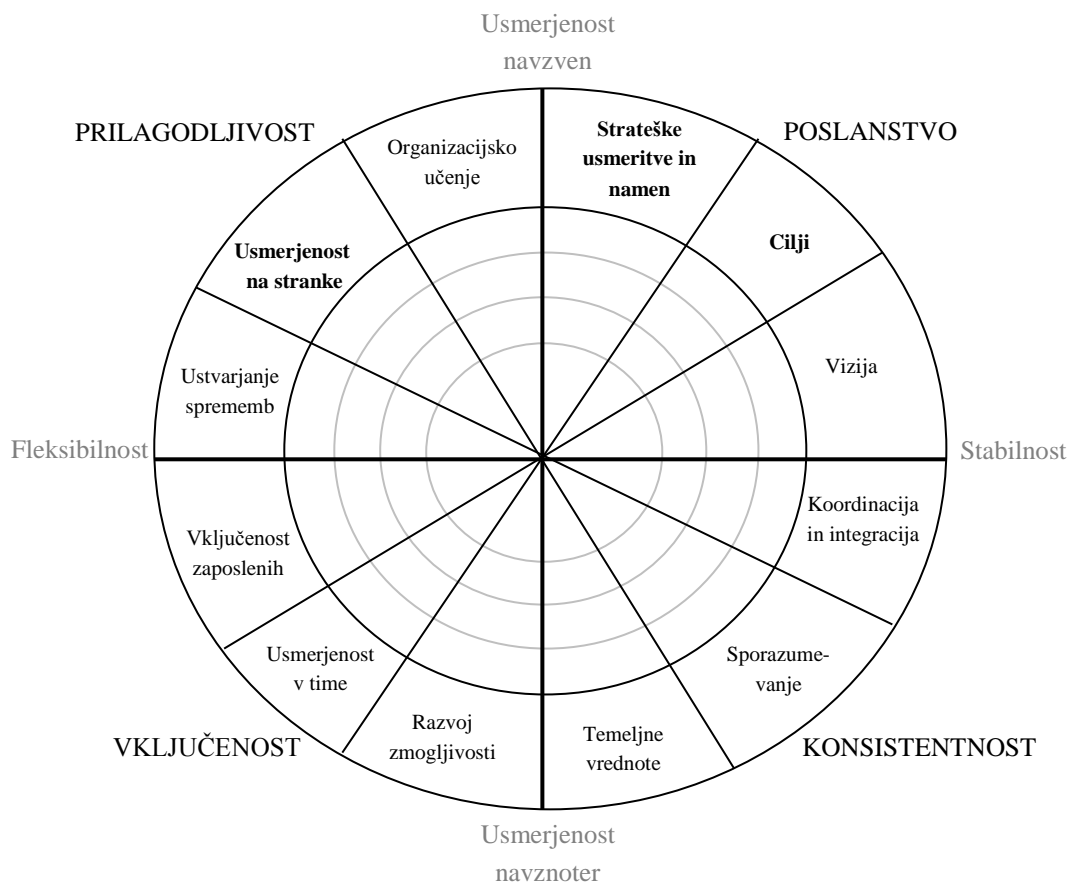 Usmerjenost
navzven
PRILAGODLJIVOST
POSLANSTVO
Organizacijsko
učenje
Strateške
usmeritve in
namen
Usmerjenost
na stranke
Cilji
Ustvarjanje
sprememb
Vizija
Fleksibilnost
Stabilnost
Vključenost
zaposlenih
Koordinacija
in integracija
Usmerjenost
v time
Sporazume-
vanje
Razvoj
zmogljivosti
Temeljne
vrednote
VKLJUČENOST
KONSISTENTNOST
Usmerjenost
navznoter